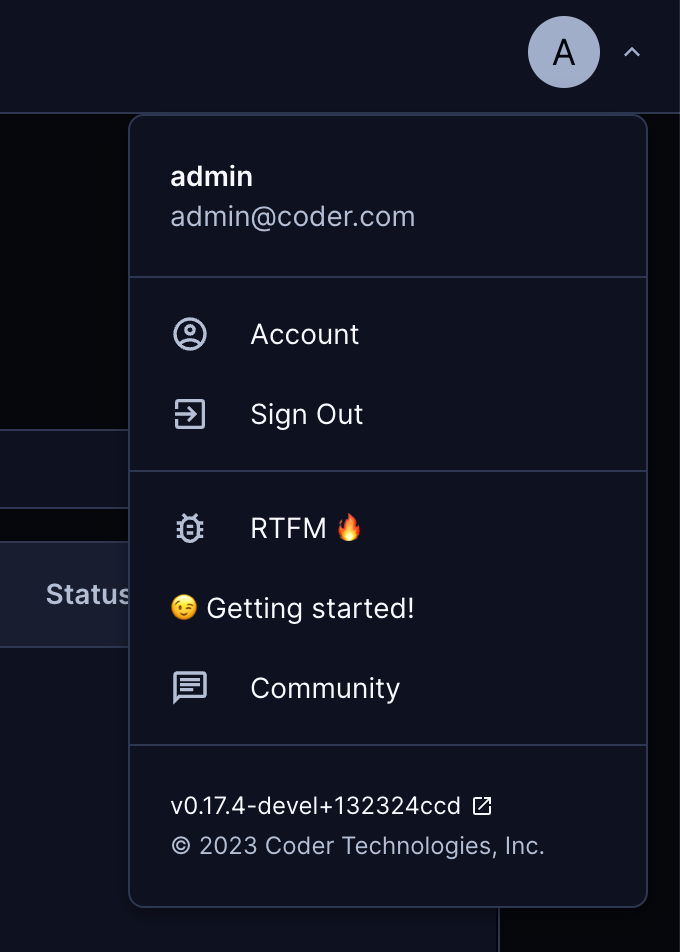 A
admin
admin@coder.com
Account
Sign Out
RTFM 🔥
Status
😉 Getting started!
Community
v0.17.4-devel+132324ccd
© 2023 Coder Technologies, Inc.